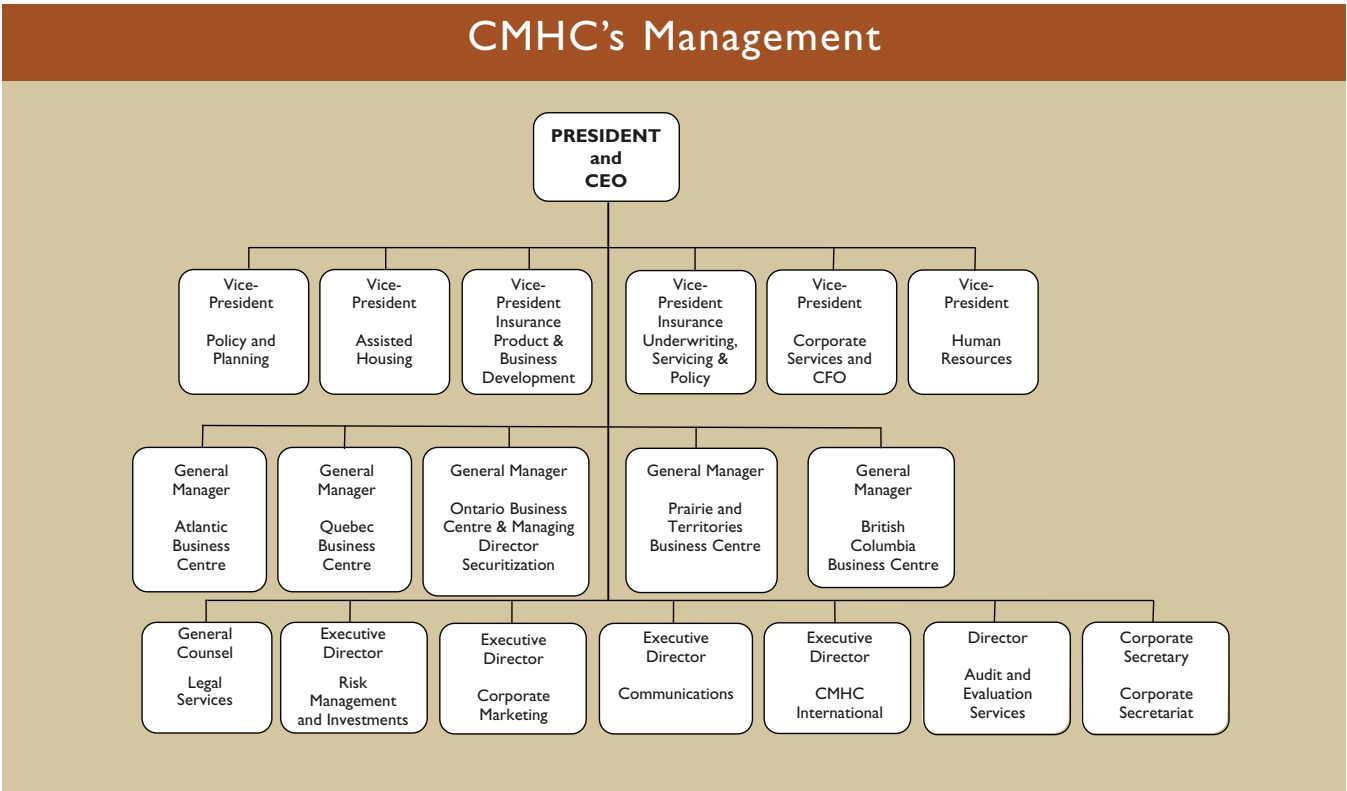 CMHC's Management
PRESIDENT
and
CEO
Vice-
President
Policy and
Planning
Vice-
President
Assisted
Housing
Vice-
President
Insurance
Product &
Business
Development
Vice-
President
Insurance
Underwriting,
Servicing &
Policy
Vice-
President
Corporate
Services and
CFO
Vice-
President
Human
Resources
General
Manager
Atlantic
Business
Centre
General
Manager
Quebec
Business
Centre
General Manager
Ontario Business
Centre & Managing
Director
Securitization
General Manager
Prairie and
Territories
Business Centre
General
Manager
British
Columbia
Business Centre
General
Counsel
Legal
Services
Executive
Director
Risk
Management
and Investments
Executive
Director
Corporate
Marketing
Executive
Director
Communications
Executive
Director
CMHC
International
Director
Audit and
Evaluation
Services
Corporate
Secretary
Corporate
Secretariat